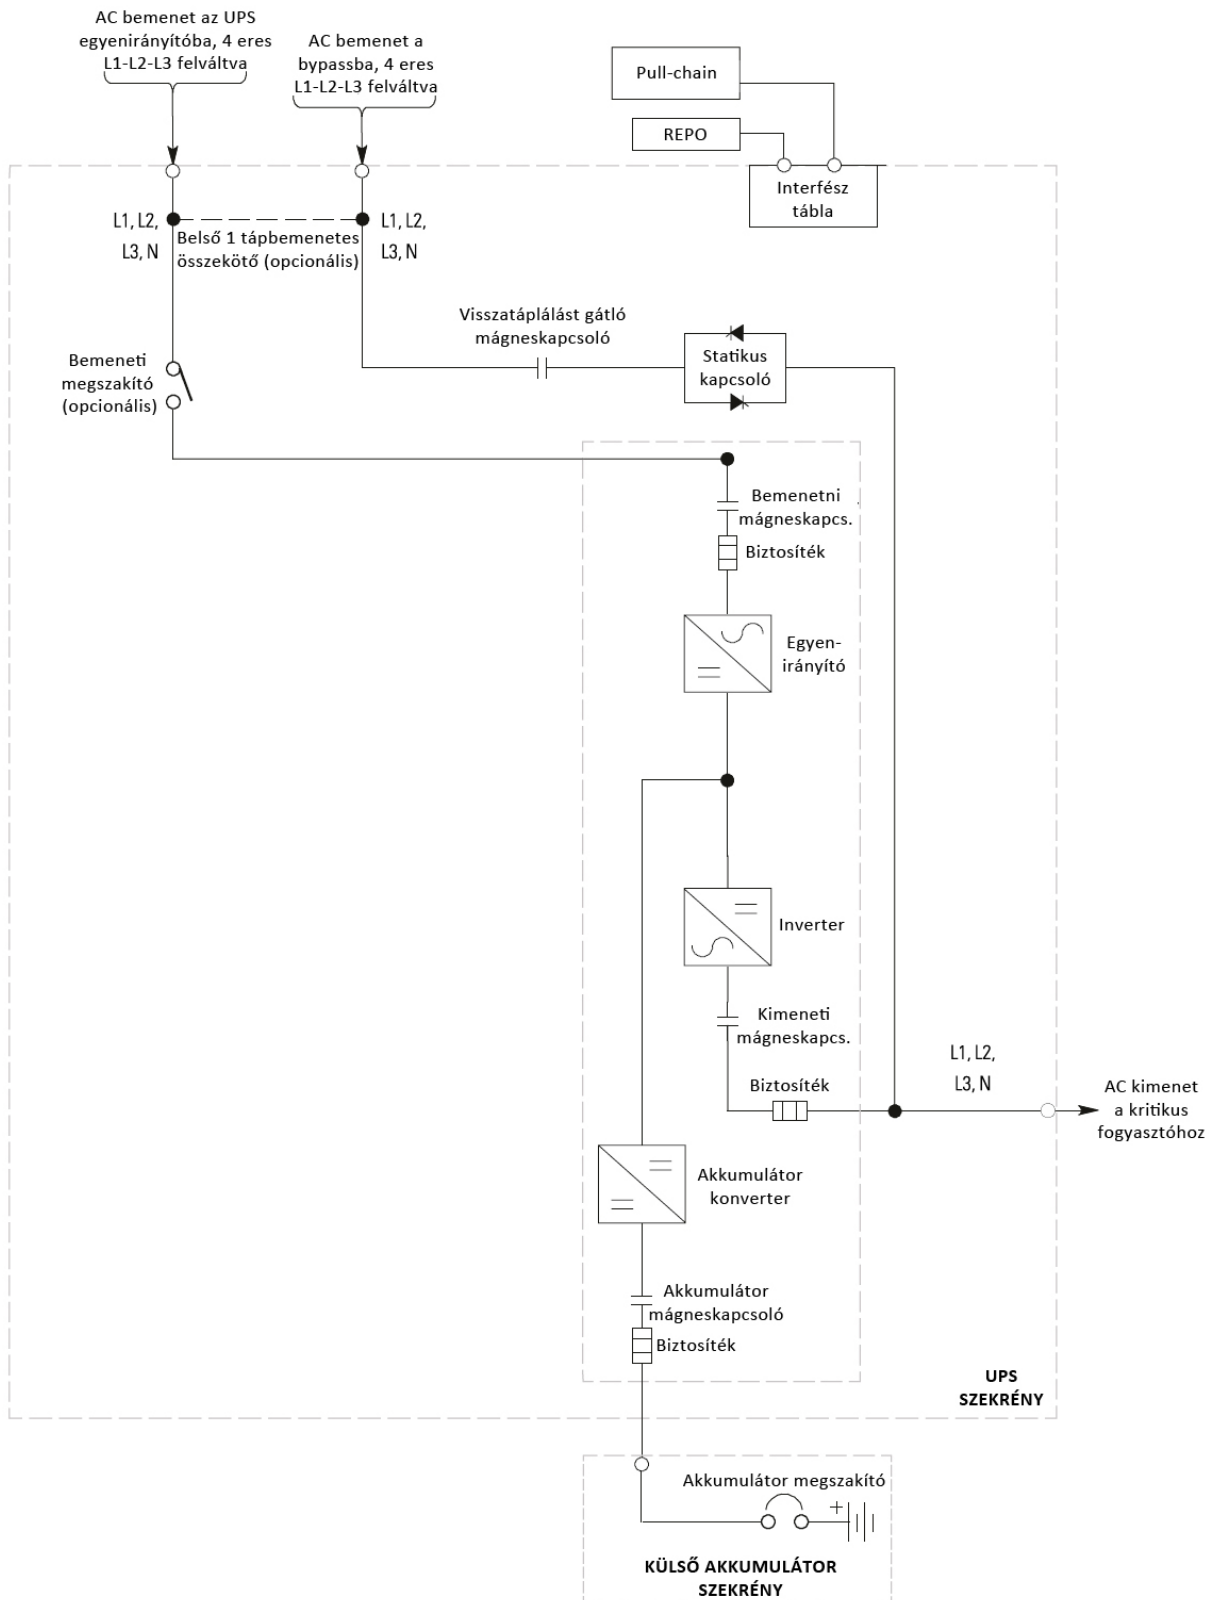 AC bemenet az UPS
egyenirányítóba, 4 eres
L1-L2-L3 felváltva
AC bemenet a
bypassba, 4 eres
L1-L2-L3 felváltva
Pull-chain
REPO
Interfész
tábla
L1, L2,
L3, N
Belső 1 tápbemenetes
összekötő (opcionális)
L1, L2,
L3, N
Visszatáplálást gátló
mágneskapcsoló
Statikus
kapcsoló
Bemeneti
megszakító
(opcionális)
Bemenetni
mágneskapcs.
Biztosíték
Egyen-
irányító
Inverter
Kimeneti
mágneskapcs.
Biztosíték
L1, L2,
L3, N
AC kimenet
a kritikus
fogyasztóhoz
Akkumulátor
konverter
Akkumulátor
mágneskapcsoló
Biztosíték
UPS
SZEKRÉNY
Akkumulátor megszakító
+
KÜLSŐ AKKUMULÁTOR
SZEKRÉNY